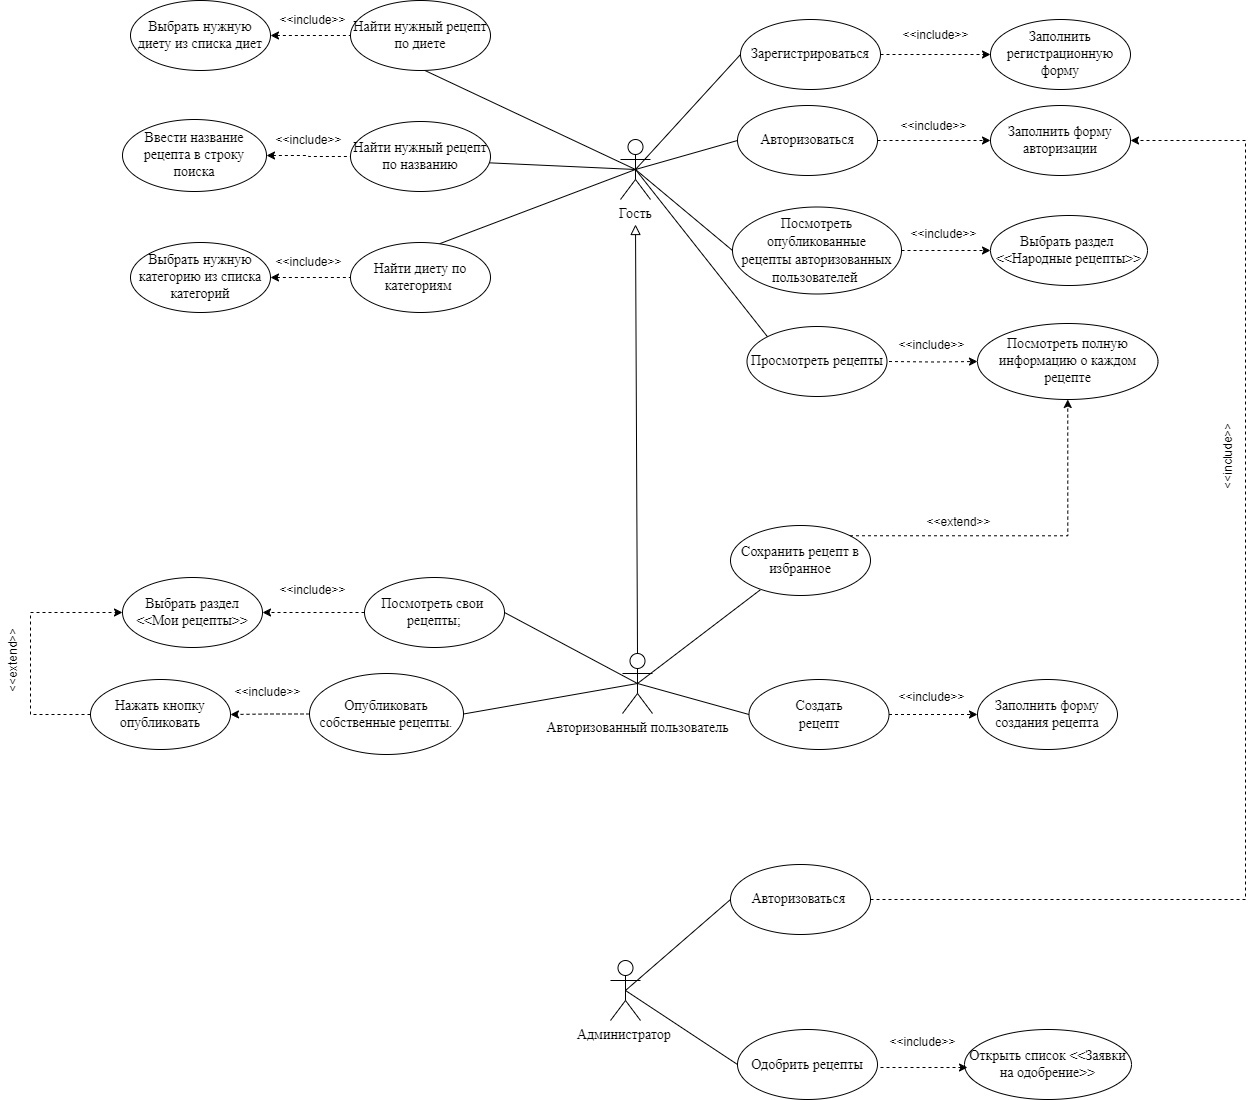 Выбрать нужную
диету из списка диет
<<include>>
Найти нужный рецепт
по диете
Зарегистрироваться
<<include>>
Заполнить
регистрационную
форму
Ввести название
рецепта в строку
поиска
<<include>>
Найти нужный рецепт
по названию
Авторизоваться
<<include>>
Заполнить форму
авторизации
Гость
Посмотреть
опубликованные
рецепты авторизованных
пользователей
<<include>>
Выбрать раздел
<<Народные рецепты>>
Выбрать нужную
категорию из списка
категорий
<<include>>
Найти диету по
категориям
Просмотреть рецепты
<<include>>
Посмотреть полную
информацию о каждом
рецепте
<<include>>
<<extend>>
Сохранить рецепт в
избранное
Выбрать раздел
<<Мои рецепты>>
<<include>>
Посмотреть свои
рецепты;
<<extend>>
Нажать кнопку
опубликовать
<<include>>
Опубликовать
собственные рецепты.
Авторизованный пользователь
Создать
рецепт
<<include>>
Заполнить форму
создания рецепта
Авторизоваться
Администратор
Одобрить рецепты
<<include>>
Открыть список <<Заявки
на одобрение>>